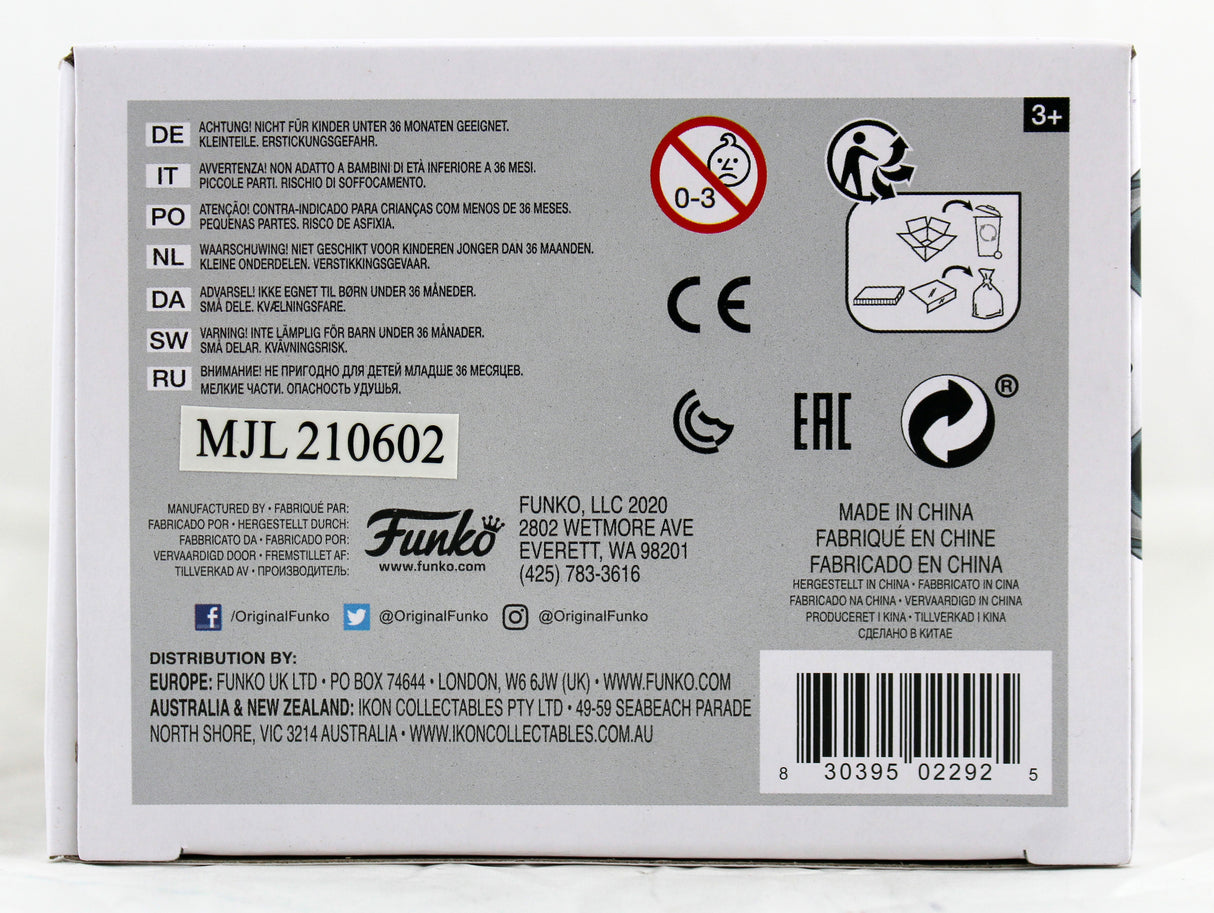 3+
DE ACHTUNG! NICHT FÜR KINDER UNTER 36 MONATEN GEEIGNET.
KLEINTEILE. ERSTICKUNGSGEFAHR.
IT AVVERTENZA! NON ADATTO A BAMBINI DI ETÀ INFERIORE A 36 MESI.
PICCOLE PARTI. RISCHIO DI SOFFOCAMENTO.
PO ATENÇÃO! CONTRA-INDICADO PARA CRIANÇAS COM MENOS DE 36 MESES.
PEQUENAS PARTES. RISCO DE ASFIXIA.
NL WAARSCHUWING! NIET GESCHIKT VOOR KINDEREN JONGER DAN 36 MAANDEN.
KLEINE ONDERDELEN. VERSTIKKINGSGEVAAR.
DA ADVARSEL! IKKE EGNET TIL BØRN UNDER 36 MÅNEDER.
SMÅ DELE. KVÆLNINGSFARE.
SW VARNING! INTE LÄMPLIG FÖR BARN UNDER 36 MÅNADER.
SMÅ DELAR. KVÄVNINGSRISK.
RU ВНИМАНИЕ! НЕ ПРИГОДНО ДЛЯ ДЕТЕЙ МЛАДШЕ 36 МЕСЯЦЕВ.
МЕЛКИЕ ЧАСТИ. ОПАСНОСТЬ УДУШЬЯ.
0-3
CE
EAC
®
MJL 210602
MANUFACTURED BY • FABRIQUÉ PAR:
FABRICADO POR • HERGESTELLT DURCH:
FABBRICATO DA • FABRICADO POR:
VERVAARDIGD DOOR • FREMSTILLET AF:
TILLVERKAD AV • ПРОИЗВОДИТЕЛЬ:
Funko
www.funko.com
FUNKO, LLC 2020
2802 WETMORE AVE
EVERETT, WA 98201
(425) 783-3616
MADE IN CHINA
FABRIQUÉ EN CHINE
FABRICADO EN CHINA
HERGESTELLT IN CHINA • FABBRICATO IN CINA
FABRICADO NA CHINA • VERVAARDIGD IN CHINA
PRODUCERET I KINA • TILLVERKAD I KINA
СДЕЛАНО В КИТАЕ
f /OriginalFunko @OriginalFunko @OriginalFunko
DISTRIBUTION BY:
EUROPE: FUNKO UK LTD • PO BOX 74644 • LONDON, W6 6JW (UK) • WWW.FUNKO.COM
AUSTRALIA & NEW ZEALAND: IKON COLLECTABLES PTY LTD • 49-59 SEABEACH PARADE
NORTH SHORE, VIC 3214 AUSTRALIA • WWW.IKONCOLLECTABLES.COM.AU
8 30395 02292 5